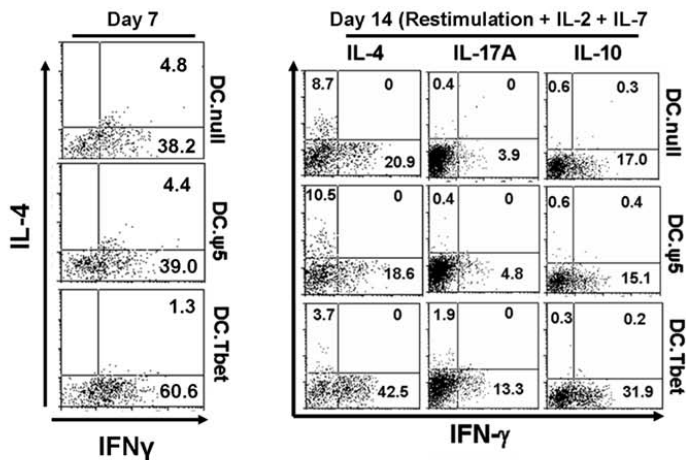 Day 7
Day 14 (Restimulation + IL-2 + IL-7
IL-4 IL-17A IL-10
4.8
38.2
DC.null
4.4
39.0
DC.ψ5
1.3
60.6
DC.Tbet
IL-4
IFNγ
8.7 0 0.4 0 0.6 0.3
20.9 3.9 17.0
DC.null
10.5 0 0.4 0 0.6 0.4
18.6 4.8 15.1
DC.ψ5
3.7 0 1.9 0 0.3 0.2
42.5 13.3 31.9
DC.Tbet
IFN-γ